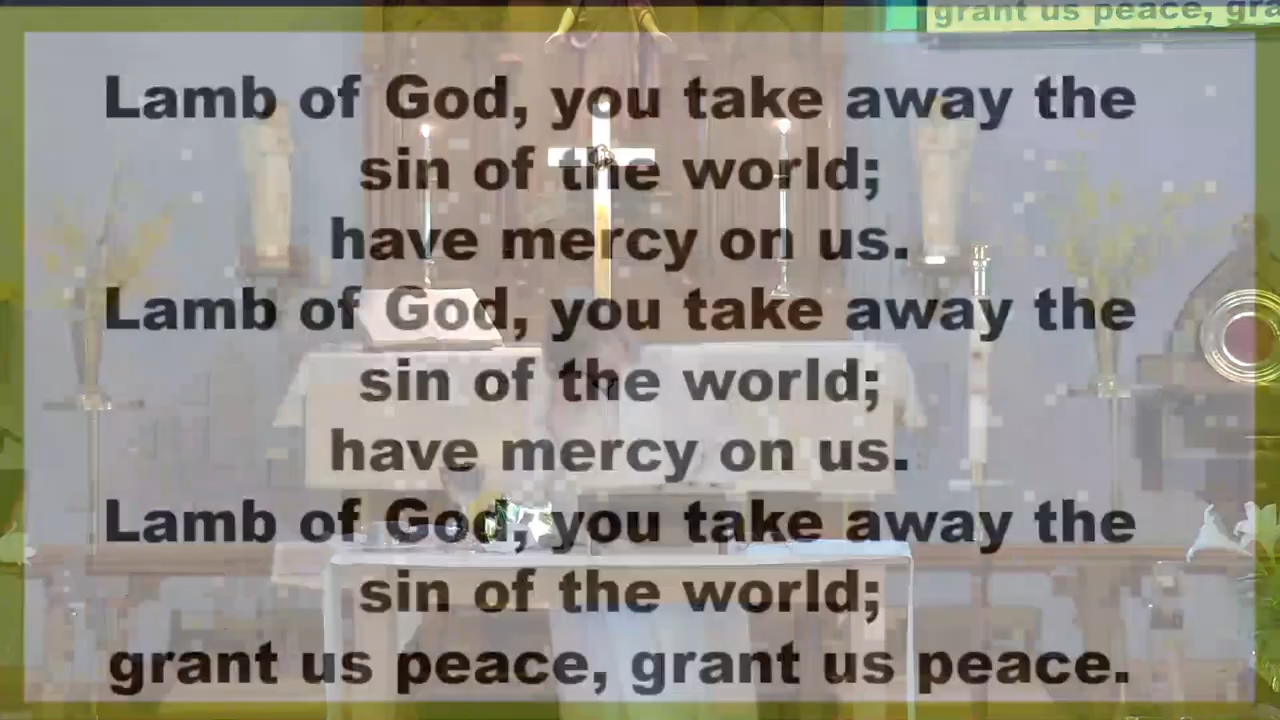 grant us peace, gra
Lamb of God, you take away the
sin of the world;
have mercy on us.
Lamb of God, you take away the
sin of the world;
have mercy on us.
Lamb of God, you take away the
sin of the world;
grant us peace, grant us peace.